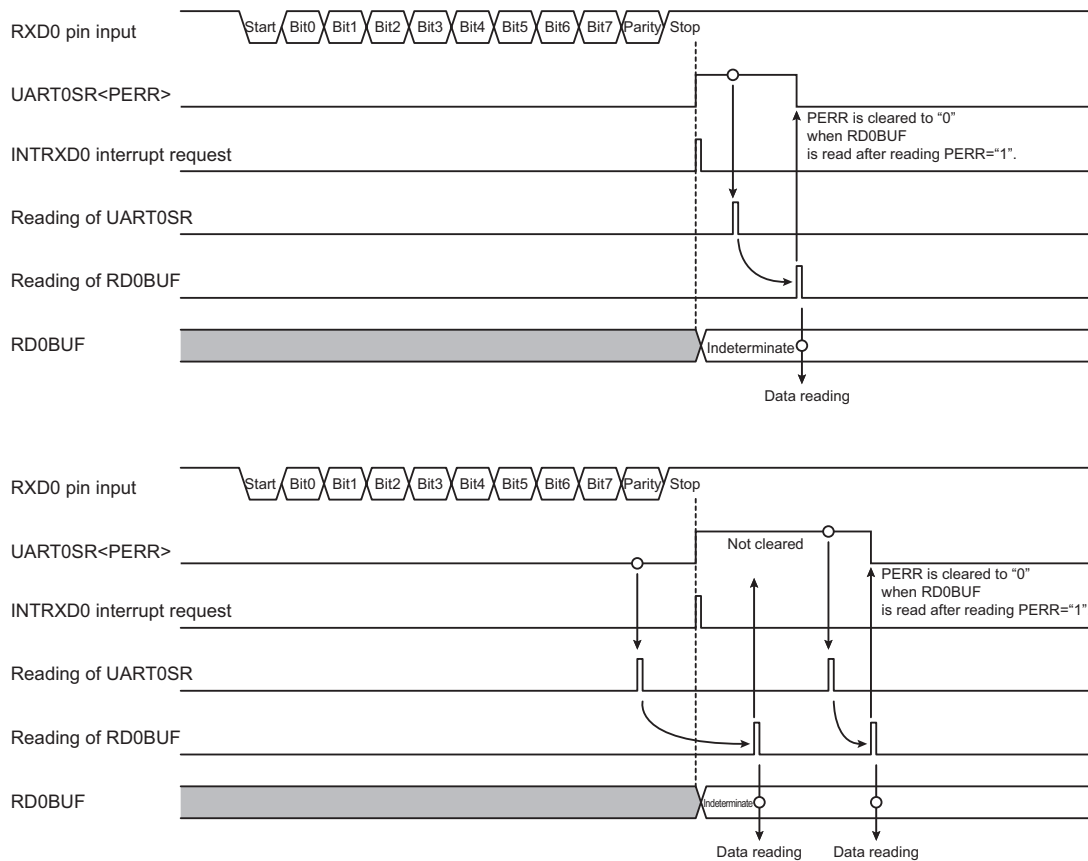 RXD0 pin input
Start Bit0 Bit1 Bit2 Bit3 Bit4 Bit5 Bit6 Bit7 Parity Stop
UART0SR<PERR>
PERR is cleared to “0”
when RD0BUF
is read after reading PERR=“1”.
INTRXD0 interrupt request
Reading of UART0SR
Reading of RD0BUF
RD0BUF
Indeterminate
Data reading
RXD0 pin input
Start Bit0 Bit1 Bit2 Bit3 Bit4 Bit5 Bit6 Bit7 Parity Stop
UART0SR<PERR>
Not cleared
PERR is cleared to “0”
when RD0BUF
is read after reading PERR=“1”
INTRXD0 interrupt request
Reading of UART0SR
Reading of RD0BUF
RD0BUF
Indeterminate
Data reading Data reading